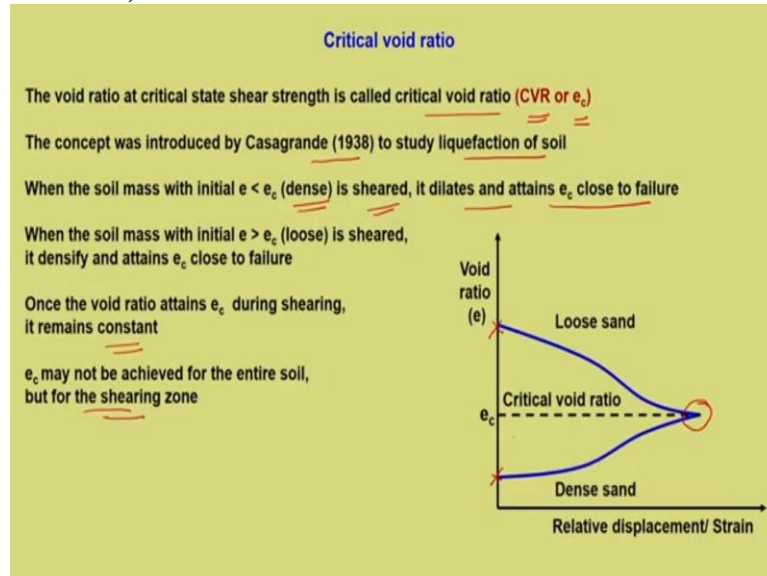 Critical void ratio
The void ratio at critical state shear strength is called critical void ratio (CVR or ec)
The concept was introduced by Casagrande (1938) to study liquefaction of soil
When the soil mass with initial e < ec (dense) is sheared, it dilates and attains ec close to failure
When the soil mass with initial e > ec (loose) is sheared,
it densify and attains ec close to failure
Once the void ratio attains ec during shearing,
it remains constant
ec may not be achieved for the entire soil,
but for the shearing zone
Void
ratio
(e)
Loose sand
Critical void ratio
ec
Dense sand
Relative displacement/ Strain